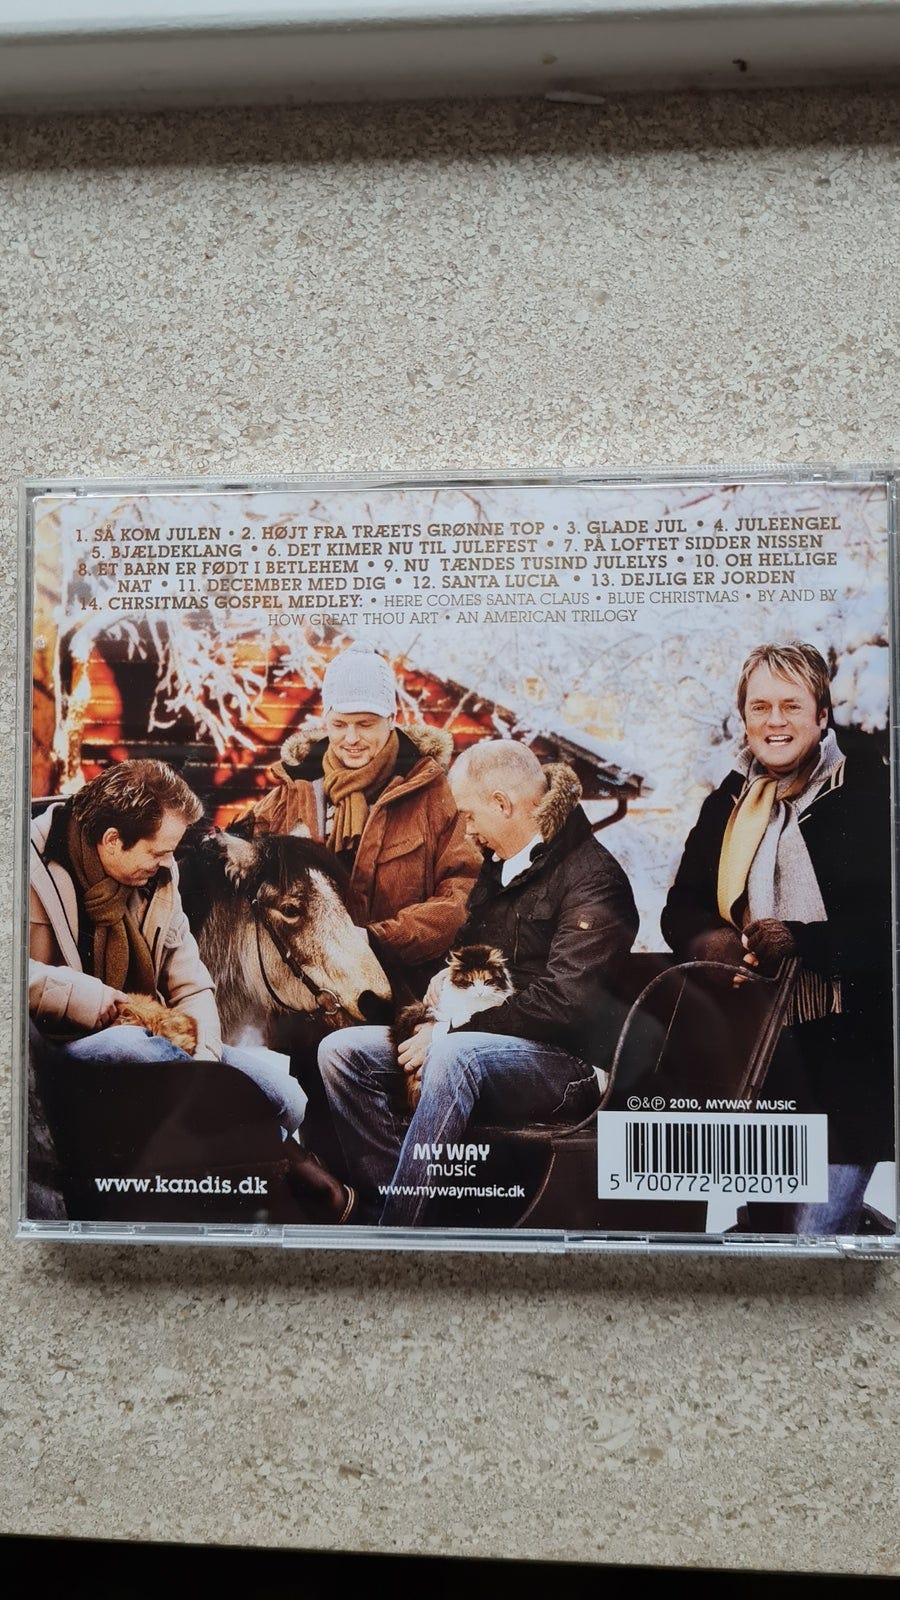 1. SÅ KOM JULEN • 2. HØJT FRA TRÆETS GRØNNE TOP • 3. GLADE JUL • 4. JULEENGEL
5. BJÆLDEKLANG • 6. DET KIMER NU TIL JULEFEST • 7. PÅ LOFTET SIDDER NISSEN
8. ET BARN ER FØDT I BETLEHEM • 9. NU TÆNDES TUSIND JULELYS • 10. OH HELLIGE
NAT • 11. DECEMBER MED DIG • 12. SANTA LUCIA • 13. DEJLIG ER JORDEN
14. CHRSITMAS GOSPEL MEDLEY: • HERE COMES SANTA CLAUS • BLUE CHRISTMAS • BY AND BY
HOW GREAT THOU ART • AN AMERICAN TRILOGY
©&℗ 2010, MYWAY MUSIC
MY WAY
music
www.kandis.dk
www.mywaymusic.dk
5 700772 202019